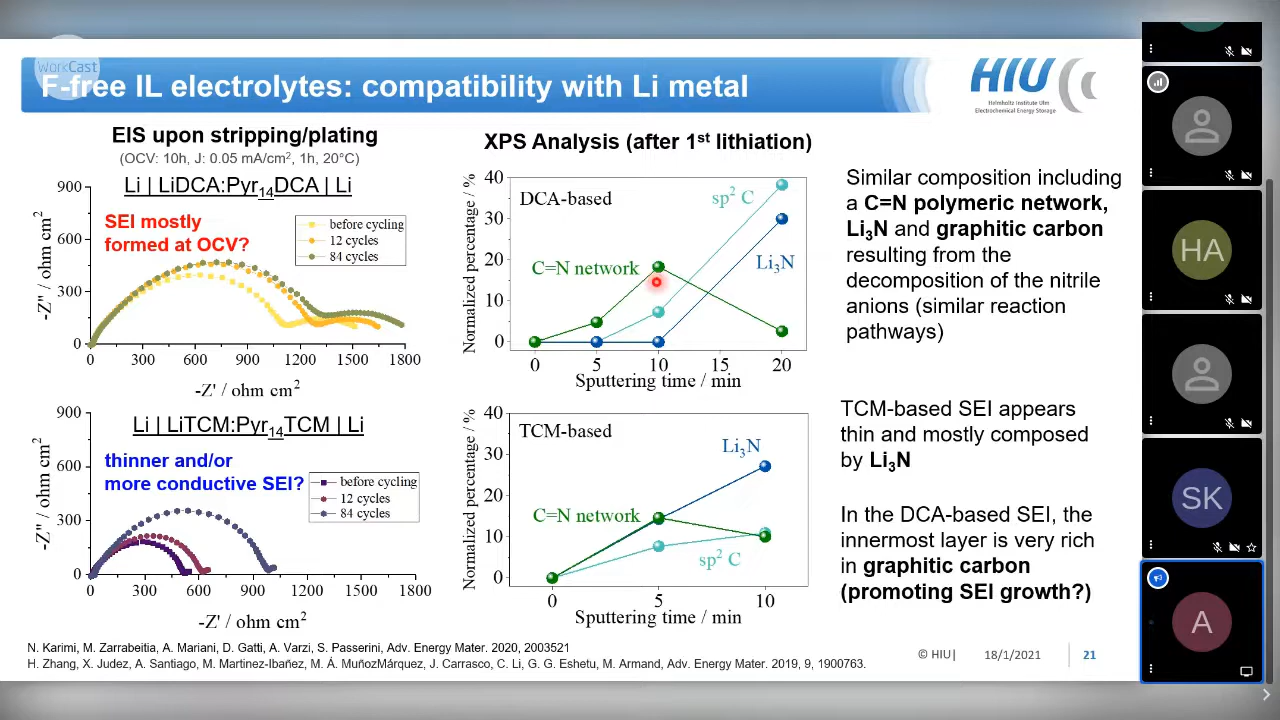 WorkCast
F-free IL electrolytes: compatibility with Li metal
HIU
Helmholtz Institute Ulm
Electrochemical Energy Storage
EIS upon stripping/plating
(OCV: 10h, J: 0.05 mA/cm², 1h, 20°C)
Li | LiDCA:Pyr₁₄DCA | Li
SEI mostly
formed at OCV?
before cycling
12 cycles
84 cycles
-Z'' / ohm cm²
900
600
300
0
0 300 600 900 1200 1500 1800
-Z' / ohm cm²
Li | LiTCM:Pyr₁₄TCM | Li
thinner and/or
more conductive SEI?
before cycling
12 cycles
84 cycles
-Z'' / ohm cm²
900
600
300
0
0 300 600 900 1200 1500 1800
-Z' / ohm cm²
XPS Analysis (after 1ˢᵗ lithiation)
Normalized percentage / %
40
30
20
10
0
DCA-based
sp² C
C=N network
Li₃N
0 5 10 15 20
Sputtering time / min
Normalized percentage / %
40
30
20
10
0
TCM-based
Li₃N
C=N network
sp² C
0 5 10
Sputtering time / min
Similar composition including
a C=N polymeric network,
Li₃N and graphitic carbon
resulting from the
decomposition of the nitrile
anions (similar reaction
pathways)
TCM-based SEI appears
thin and mostly composed
by Li₃N
In the DCA-based SEI, the
innermost layer is very rich
in graphitic carbon
(promoting SEI growth?)
N. Karimi, M. Zarrabeitia, A. Mariani, D. Gatti, A. Varzi, S. Passerini, Adv. Energy Mater. 2020, 2003521
H. Zhang, X. Judez, A. Santiago, M. Martinez-Ibañez, M. Á. MuñozMárquez, J. Carrasco, C. Li, G. G. Eshetu, M. Armand, Adv. Energy Mater. 2019, 9, 1900763.
© HIU| 18/1/2021 21
HA
SK
A